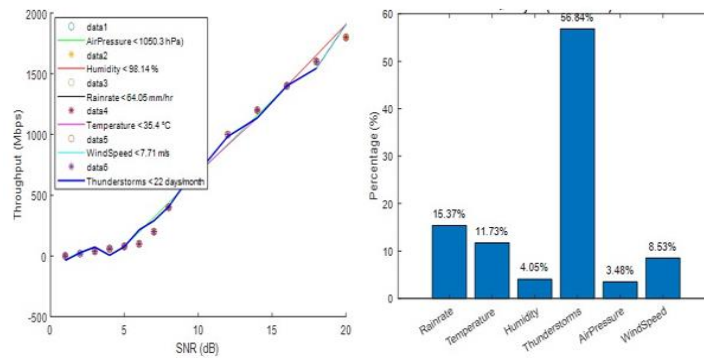 2000
1500
1000
500
0
-500
Throughput (Mbps)
data1
AirPressure <1050.3 hPa)
data2
Humidity < 98.14 %
data3
Rainrate <64.05 mm/hr
data4
Temperature <35.4 °C
data5
WindSpeed <7.71 m/s
data6
Thunderstorms <22 days/month
0
5
10
15
20
SNR (dB)
60
50
40
30
20
10
0
Percentage (%)
15.37%
11.73%
4.05%
56.84%
3.48%
8.53%
Rainrate
Temperature
Humidity
Thunderstorms
AirPressure
WindSpeed